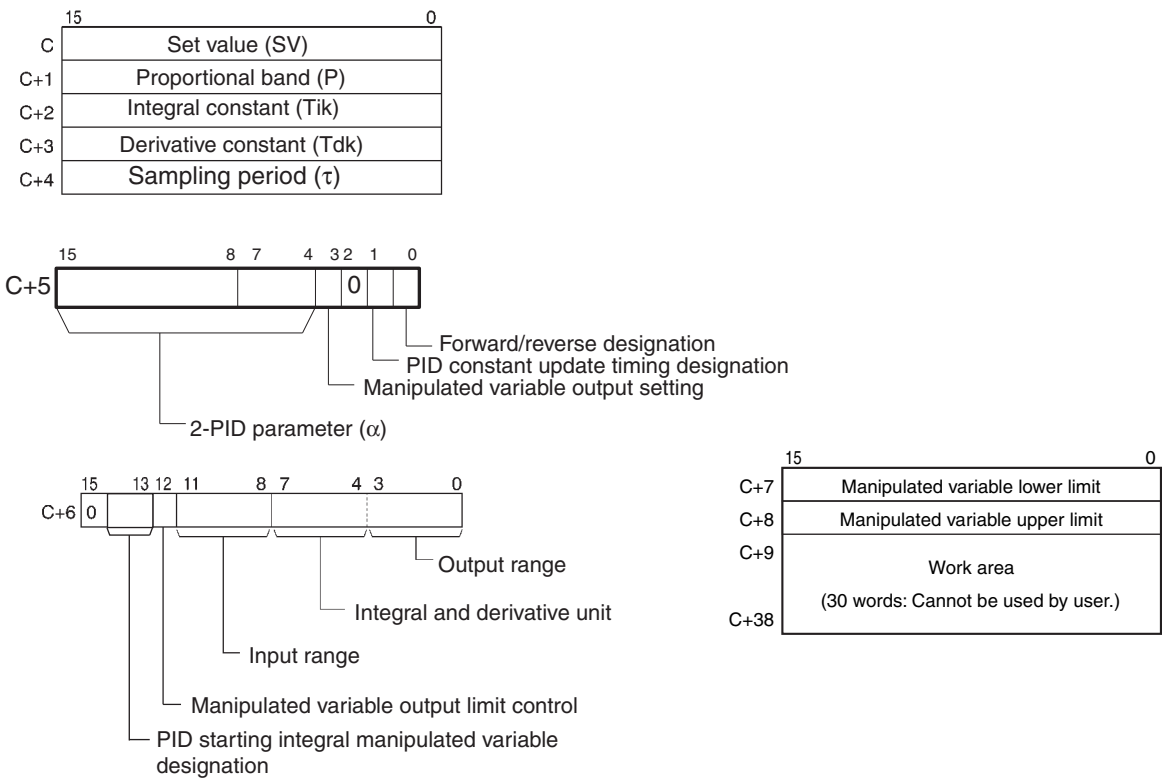 15 0
C Set value (SV)
C+1 Proportional band (P)
C+2 Integral constant (Tik)
C+3 Derivative constant (Tdk)
C+4 Sampling period (τ)
15 8 7 4 3 2 1 0
C+5 0
Forward/reverse designation
PID constant update timing designation
Manipulated variable output setting
2-PID parameter (α)
15 13 12 11 8 7 4 3 0
C+6 0
Output range
Integral and derivative unit
Input range
Manipulated variable output limit control
PID starting integral manipulated variable
designation
15 0
C+7 Manipulated variable lower limit
C+8 Manipulated variable upper limit
C+9
Work area
(30 words: Cannot be used by user.)
C+38